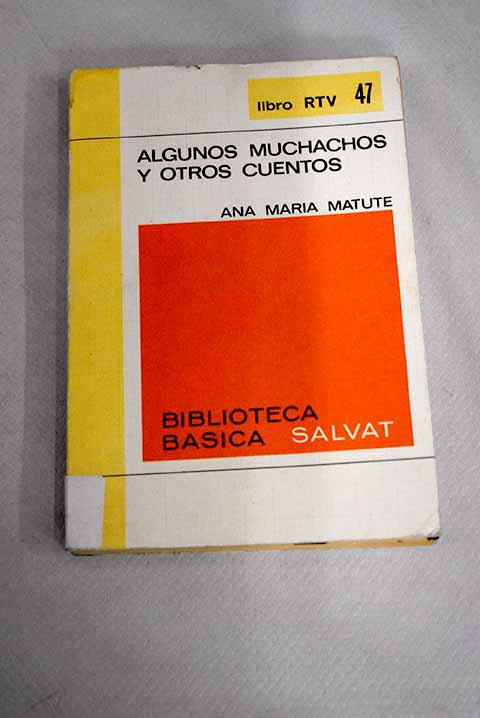 libro RTV 47
ALGUNOS MUCHACHOS
Y OTROS CUENTOS
ANA MARIA MATUTE
BIBLIOTECA
BASICA SALVAT